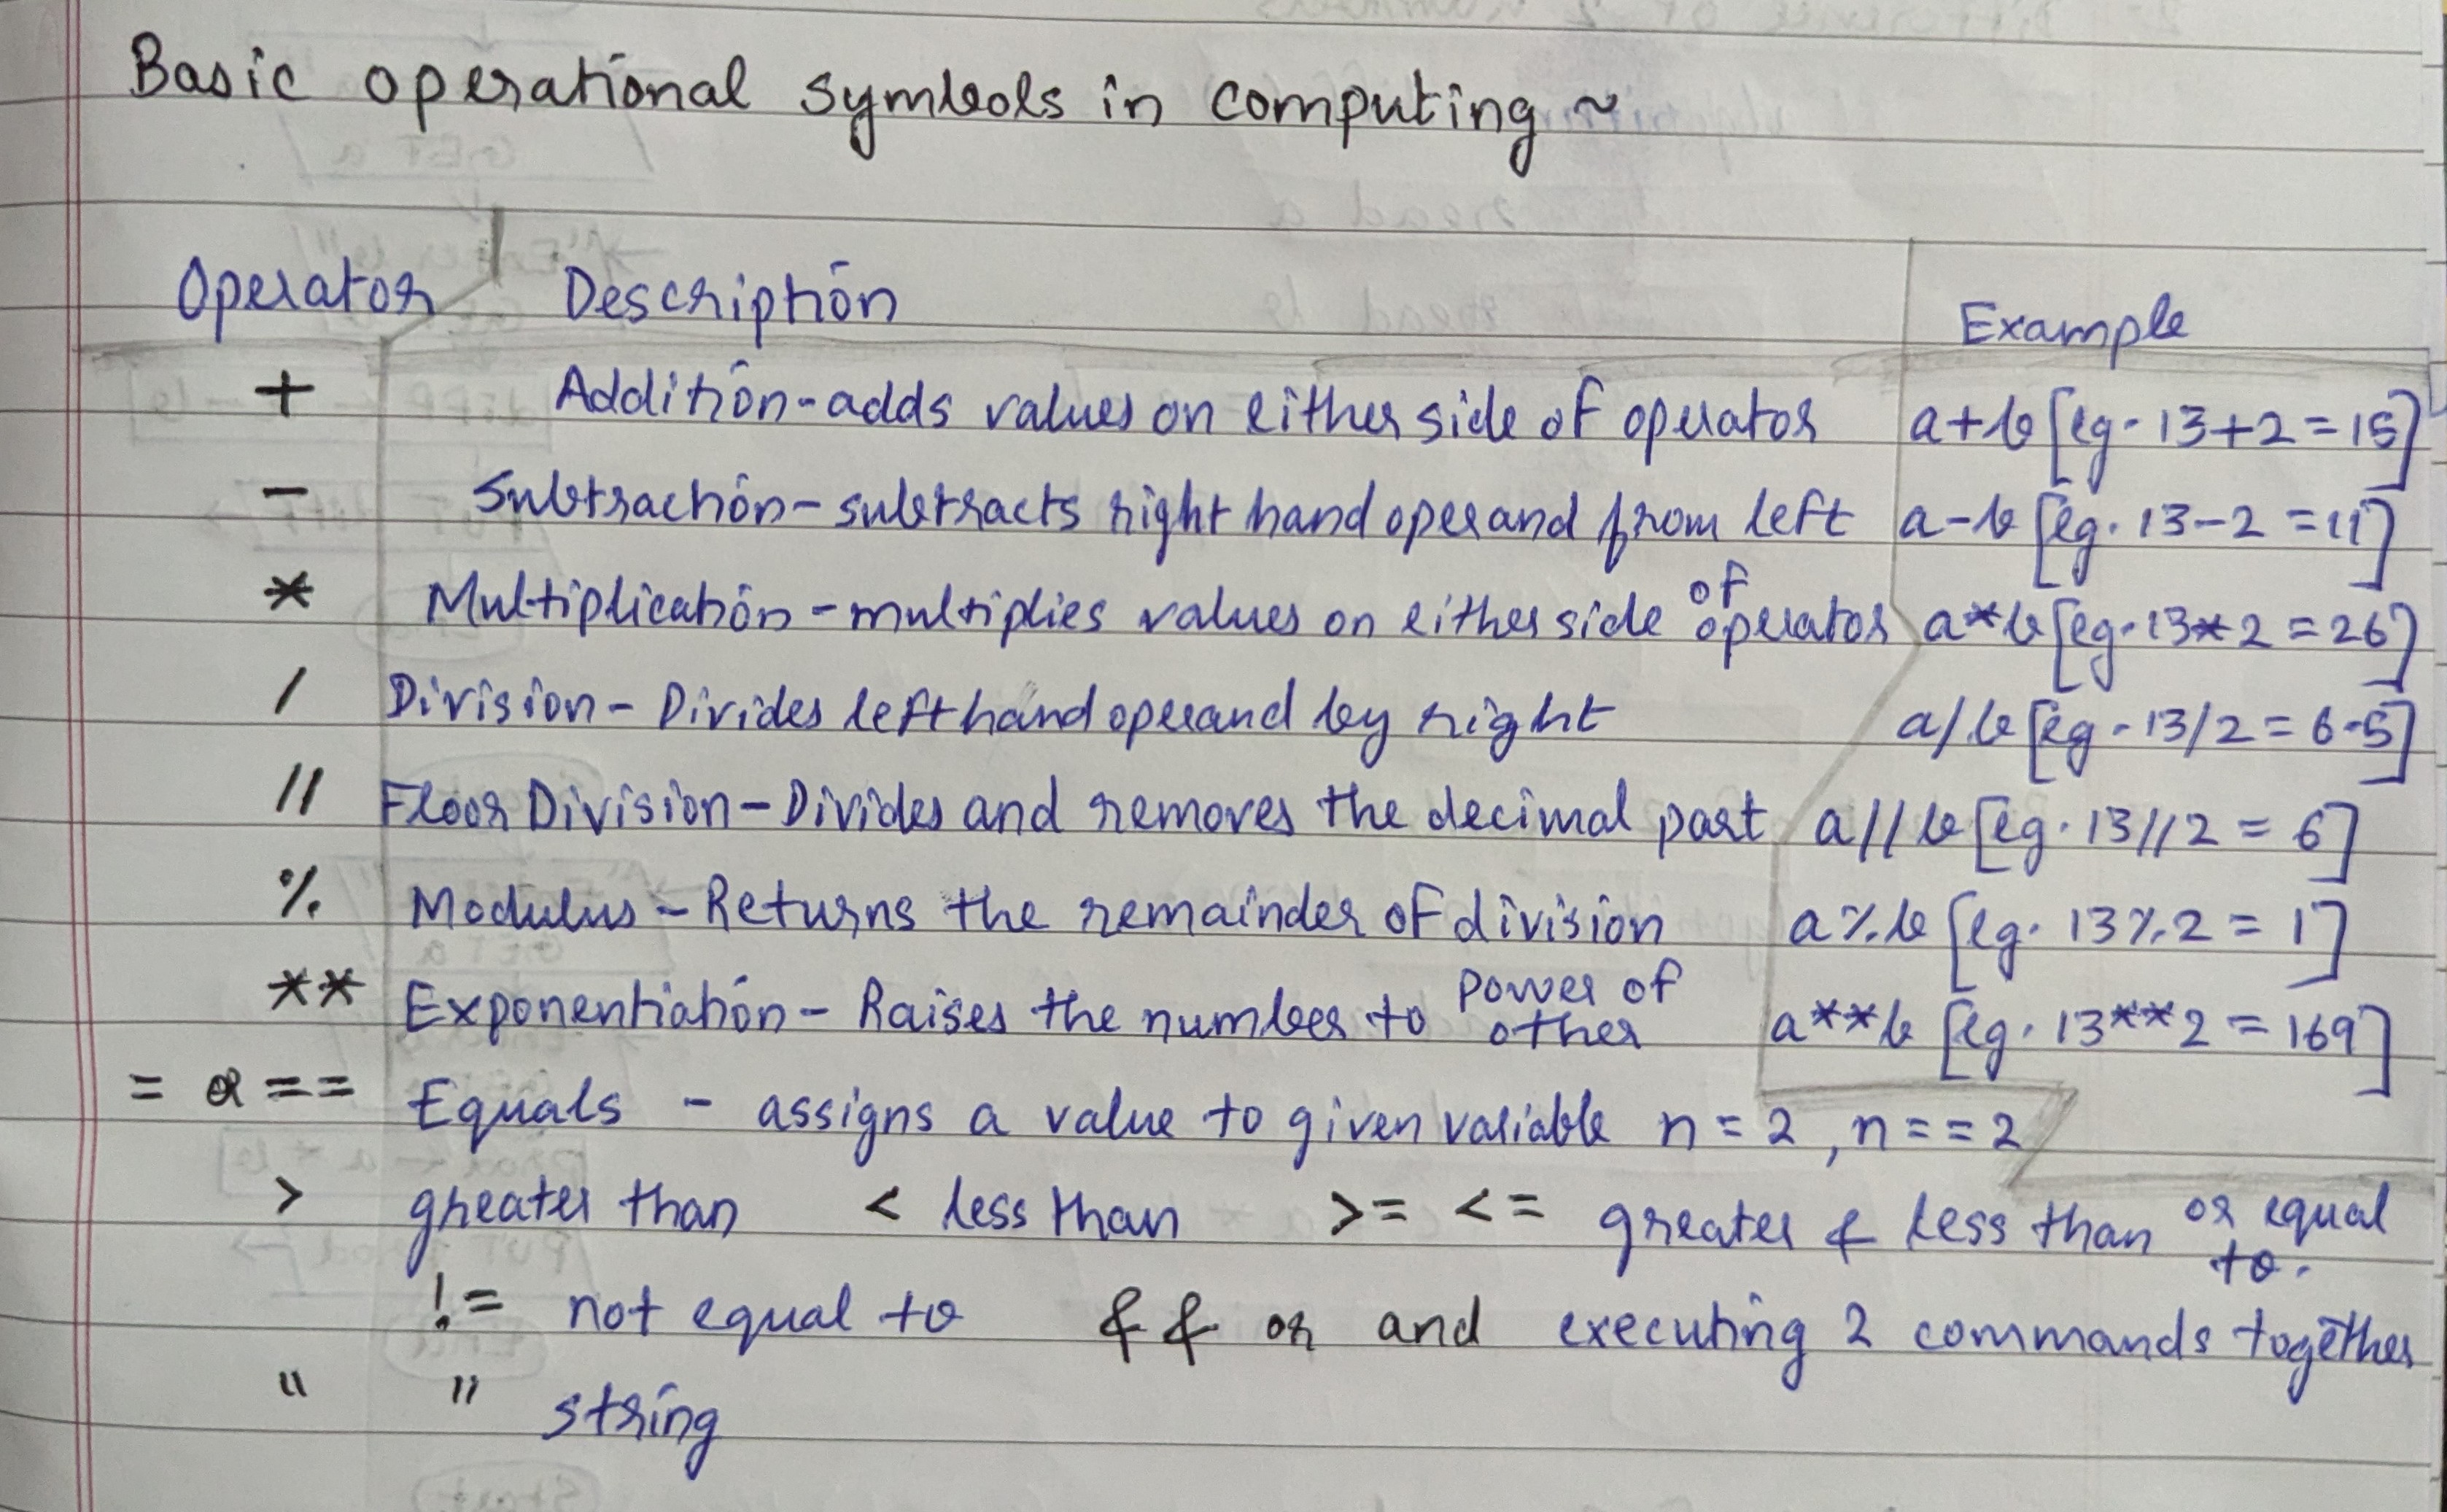 Basic operational symbols in computing ~
Operator Description Example
+ Addition - adds values on either side of operator a+b [eg. 13+2=15]
- Subtraction - subtracts right hand operand from left a-b [eg. 13-2=11]
* Multiplication - multiplies values on either side of operator a*b [eg. 13*2=26]
/ Division - Divides left hand operand by right a/b [eg. 13/2=6.5]
// Floor Division - Divides and removes the decimal part a//b [eg. 13//2=6]
% Modulus - Returns the remainder of division a%b [eg. 13%2=1]
** Exponentiation - Raises the number to power of other a**b [eg. 13**2=169]
= or == Equals - assigns a value to given variable n=2, n==2
> greater than < less than >= <= greater & less than or equal to.
!= not equal to && or and executing 2 commands together
" " string